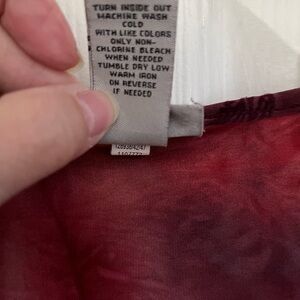 TURN INSIDE OUT
MACHINE WASH
COLD
WITH LIKE COLORS
ONLY NON-
CHLORINE BLEACH
WHEN NEEDED
TUMBLE DRY LOW
WARM IRON
ON REVERSE
IF NEEDED